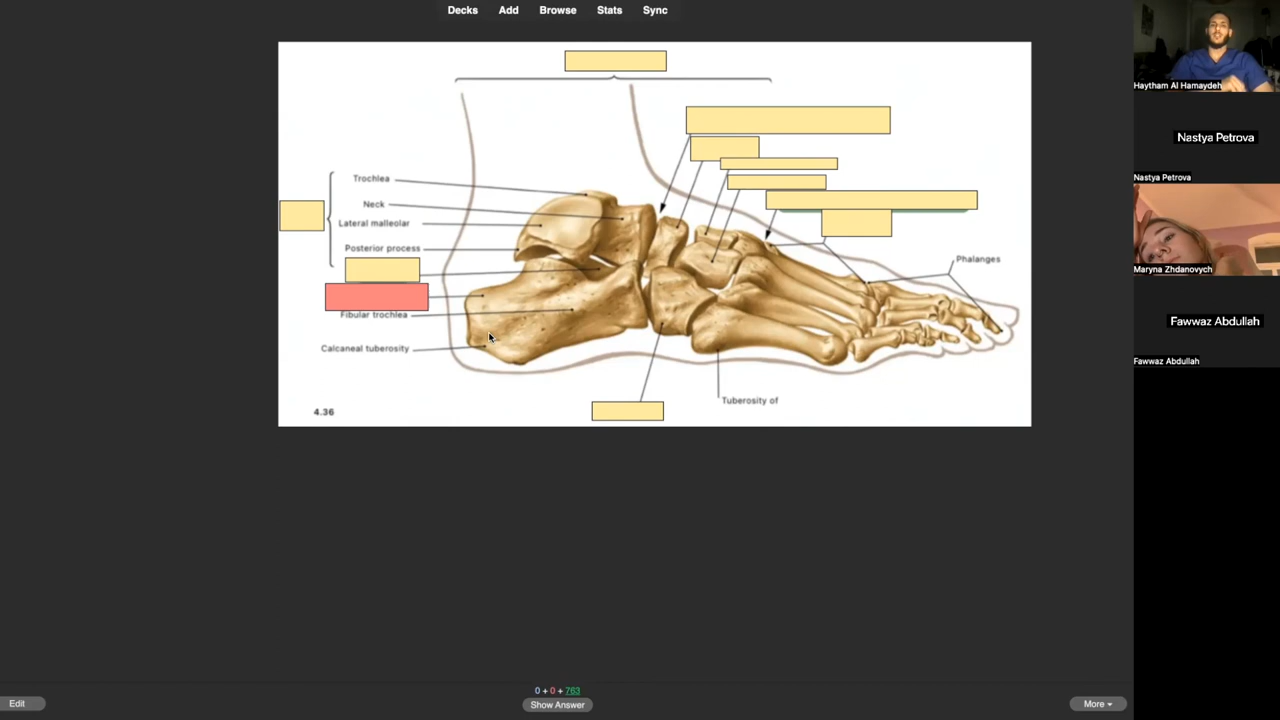 Decks Add Browse Stats Sync
Haytham Al Hamaydeh
Nastya Petrova
Nastya Petrova
Trochlea
Neck
Lateral malleolar
Posterior process
Phalanges
Maryna Zhdanovych
Fibular trochlea
Fawwaz Abdullah
Calcaneal tuberosity
Fawwaz Abdullah
Tuberosity of
4.36
0 + 0 + 763
Edit
Show Answer
More